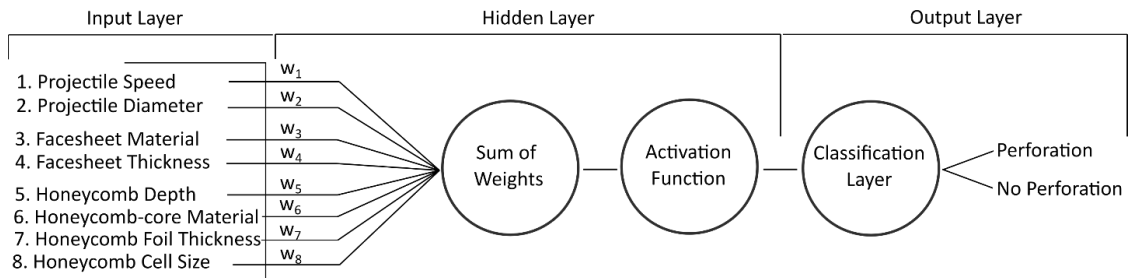 Input Layer
Hidden Layer
Output Layer
1. Projectile Speed
2. Projectile Diameter
3. Facesheet Material
4. Facesheet Thickness
5. Honeycomb Depth
6. Honeycomb-core Material
7. Honeycomb Foil Thickness
8. Honeycomb Cell Size
w1
w2
w3
w4
w5
w6
w7
w8
Sum of
Weights
Activation
Function
Classification
Layer
Perforation
No Perforation